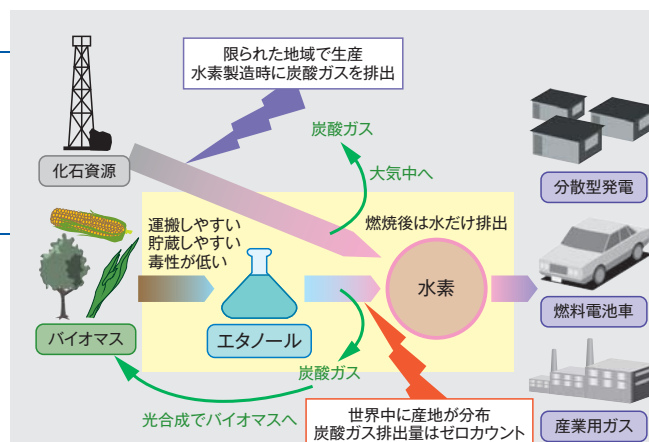 限られた地域で生産
水素製造時に炭酸ガスを排出
炭酸ガス
大気中へ
化石資源
分散型発電
運搬しやすい
貯蔵しやすい
毒性が低い
燃焼後は水だけ排出
水素
エタノール
バイオマス
燃料電池車
炭酸ガス
光合成でバイオマスへ
世界中に産地が分布
炭酸ガス排出量はゼロカウント
産業用ガス